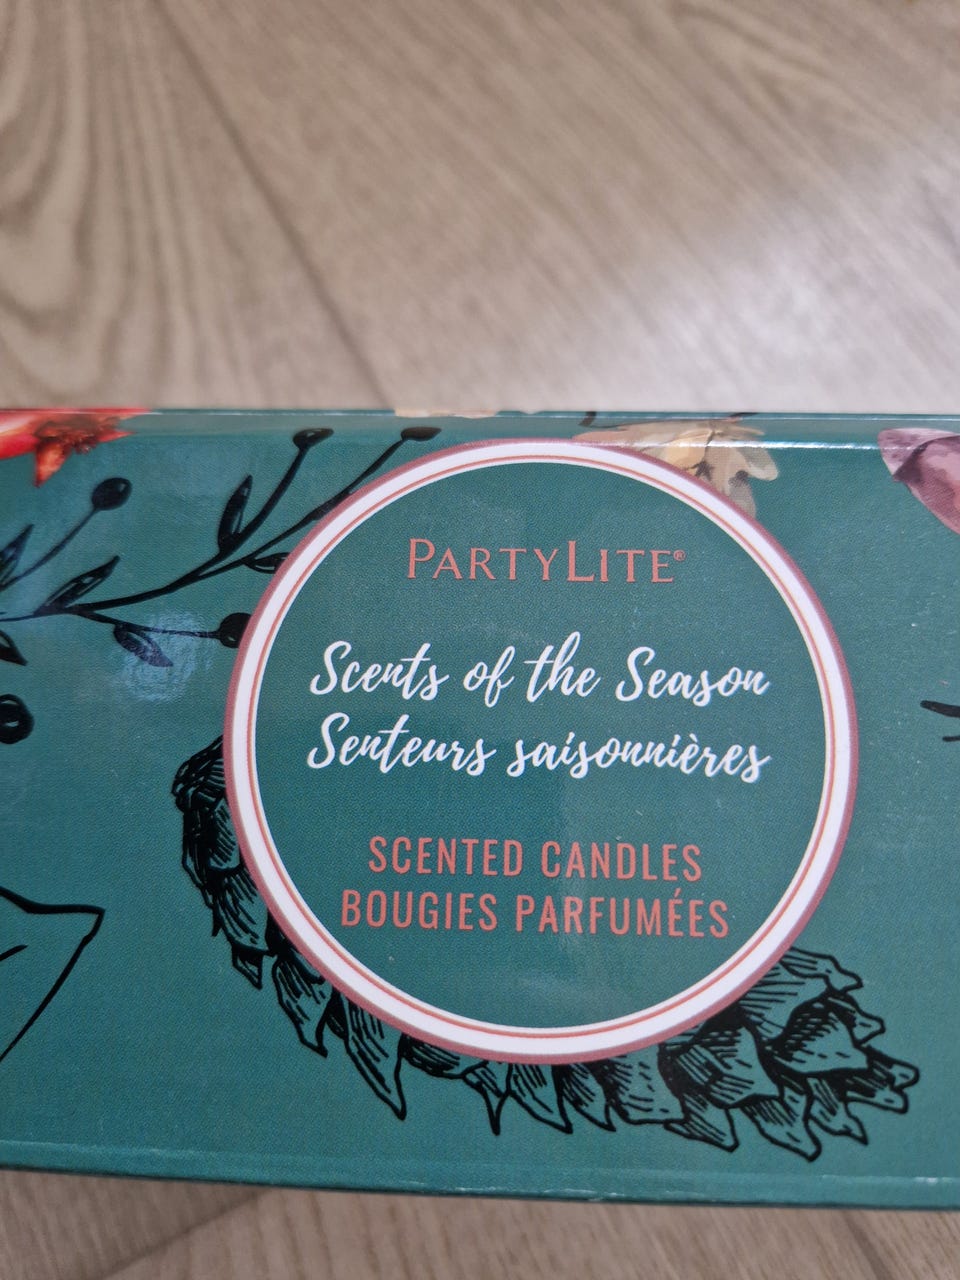 PARTYLITE®
Scents of the Season
Senteurs saisonnières
SCENTED CANDLES
BOUGIES PARFUMÉES